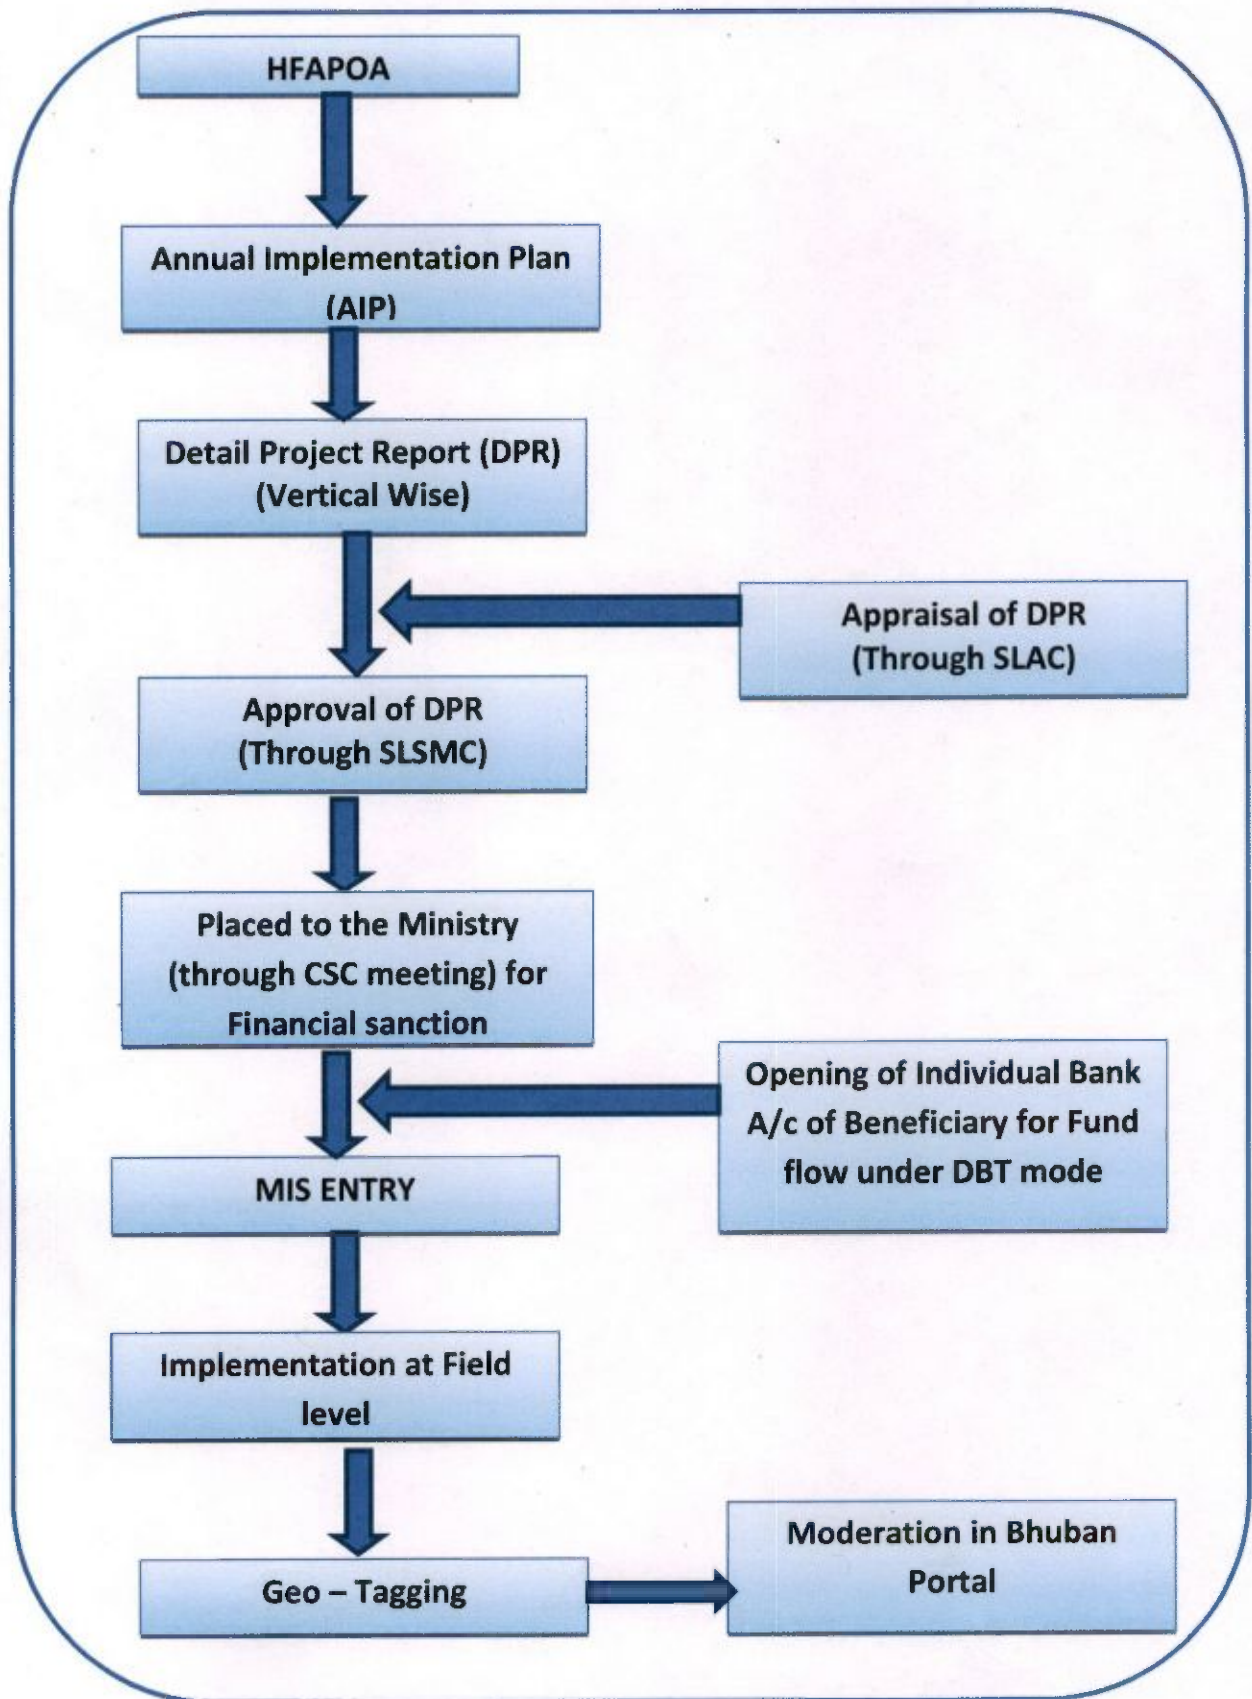 HFAPOA
Annual Implementation Plan
(AIP)
Detail Project Report (DPR)
(Vertical Wise)
Appraisal of DPR
(Through SLAC)
Approval of DPR
(Through SLSMC)
Placed to the Ministry
(through CSC meeting) for
Financial sanction
Opening of Individual Bank
A/c of Beneficiary for Fund
flow under DBT mode
MIS ENTRY
Implementation at Field
level
Geo – Tagging
Moderation in Bhuban
Portal